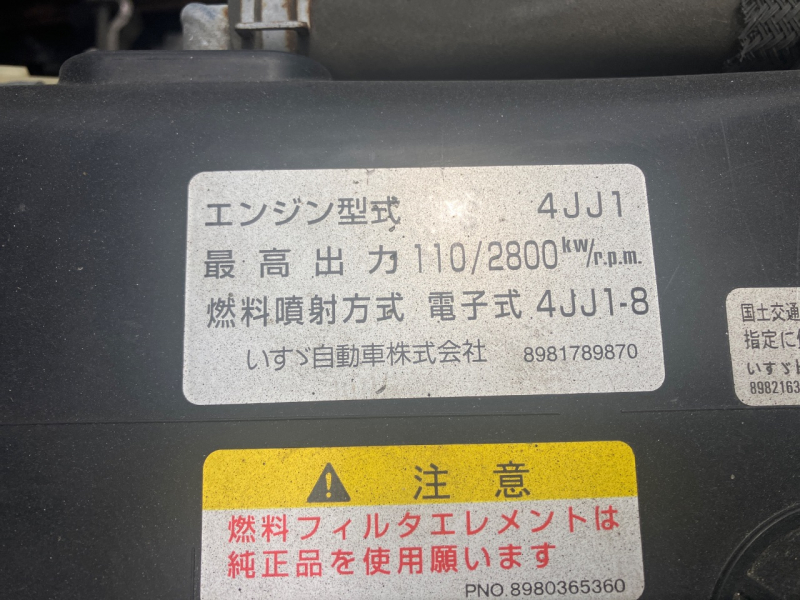 エンジン型式 4JJ1
最高出力 110/2800kw/r.p.m.
燃料噴射方式 電子式 4JJ1-8
いすゞ自動車株式会社 8981789870
国土交通
指定に
いすゞ
8982163
注意
燃料フィルタエレメントは
純正品を使用願います
PNO.8980365360